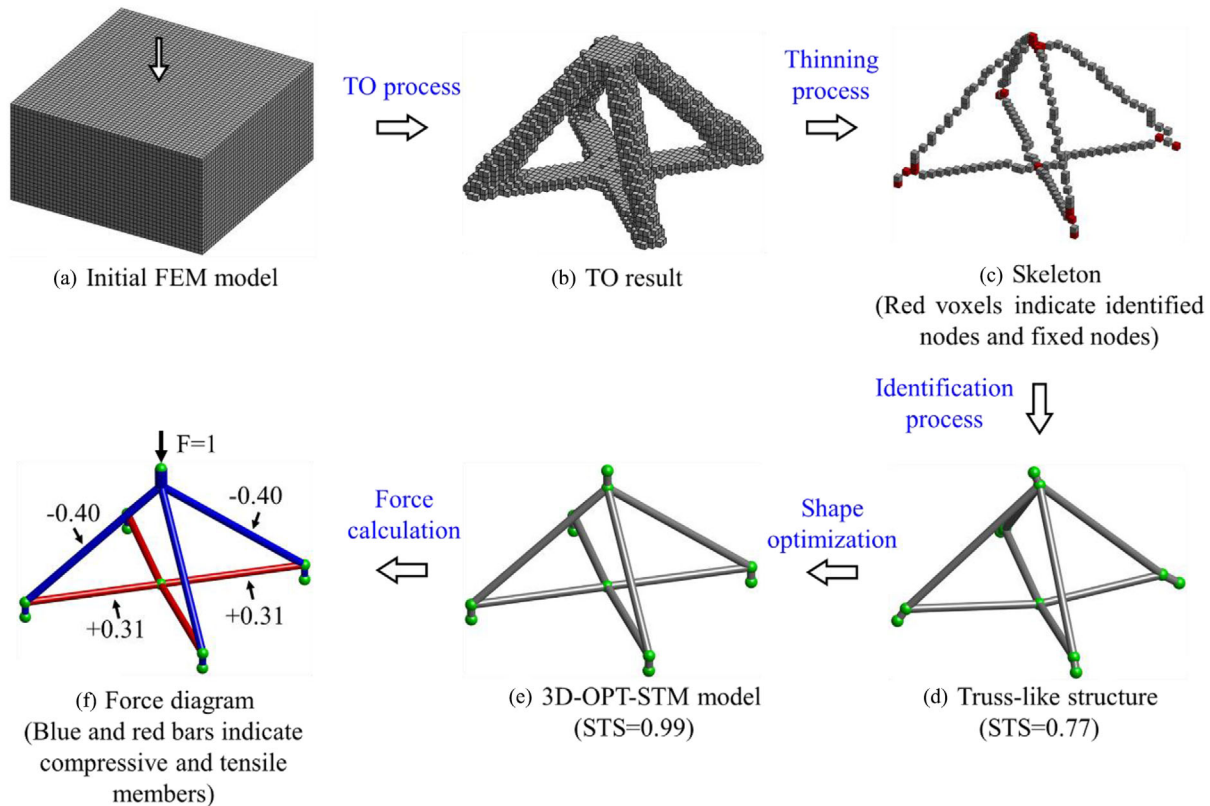 TO process
Thinning
process
(a) Initial FEM model
(b) TO result
(c) Skeleton
(Red voxels indicate identified
nodes and fixed nodes)
Identification
process
F=1
-0.40
-0.40
+0.31
+0.31
Force
calculation
Shape
optimization
(f) Force diagram
(Blue and red bars indicate
compressive and tensile
members)
(e) 3D-OPT-STM model
(STS=0.99)
(d) Truss-like structure
(STS=0.77)